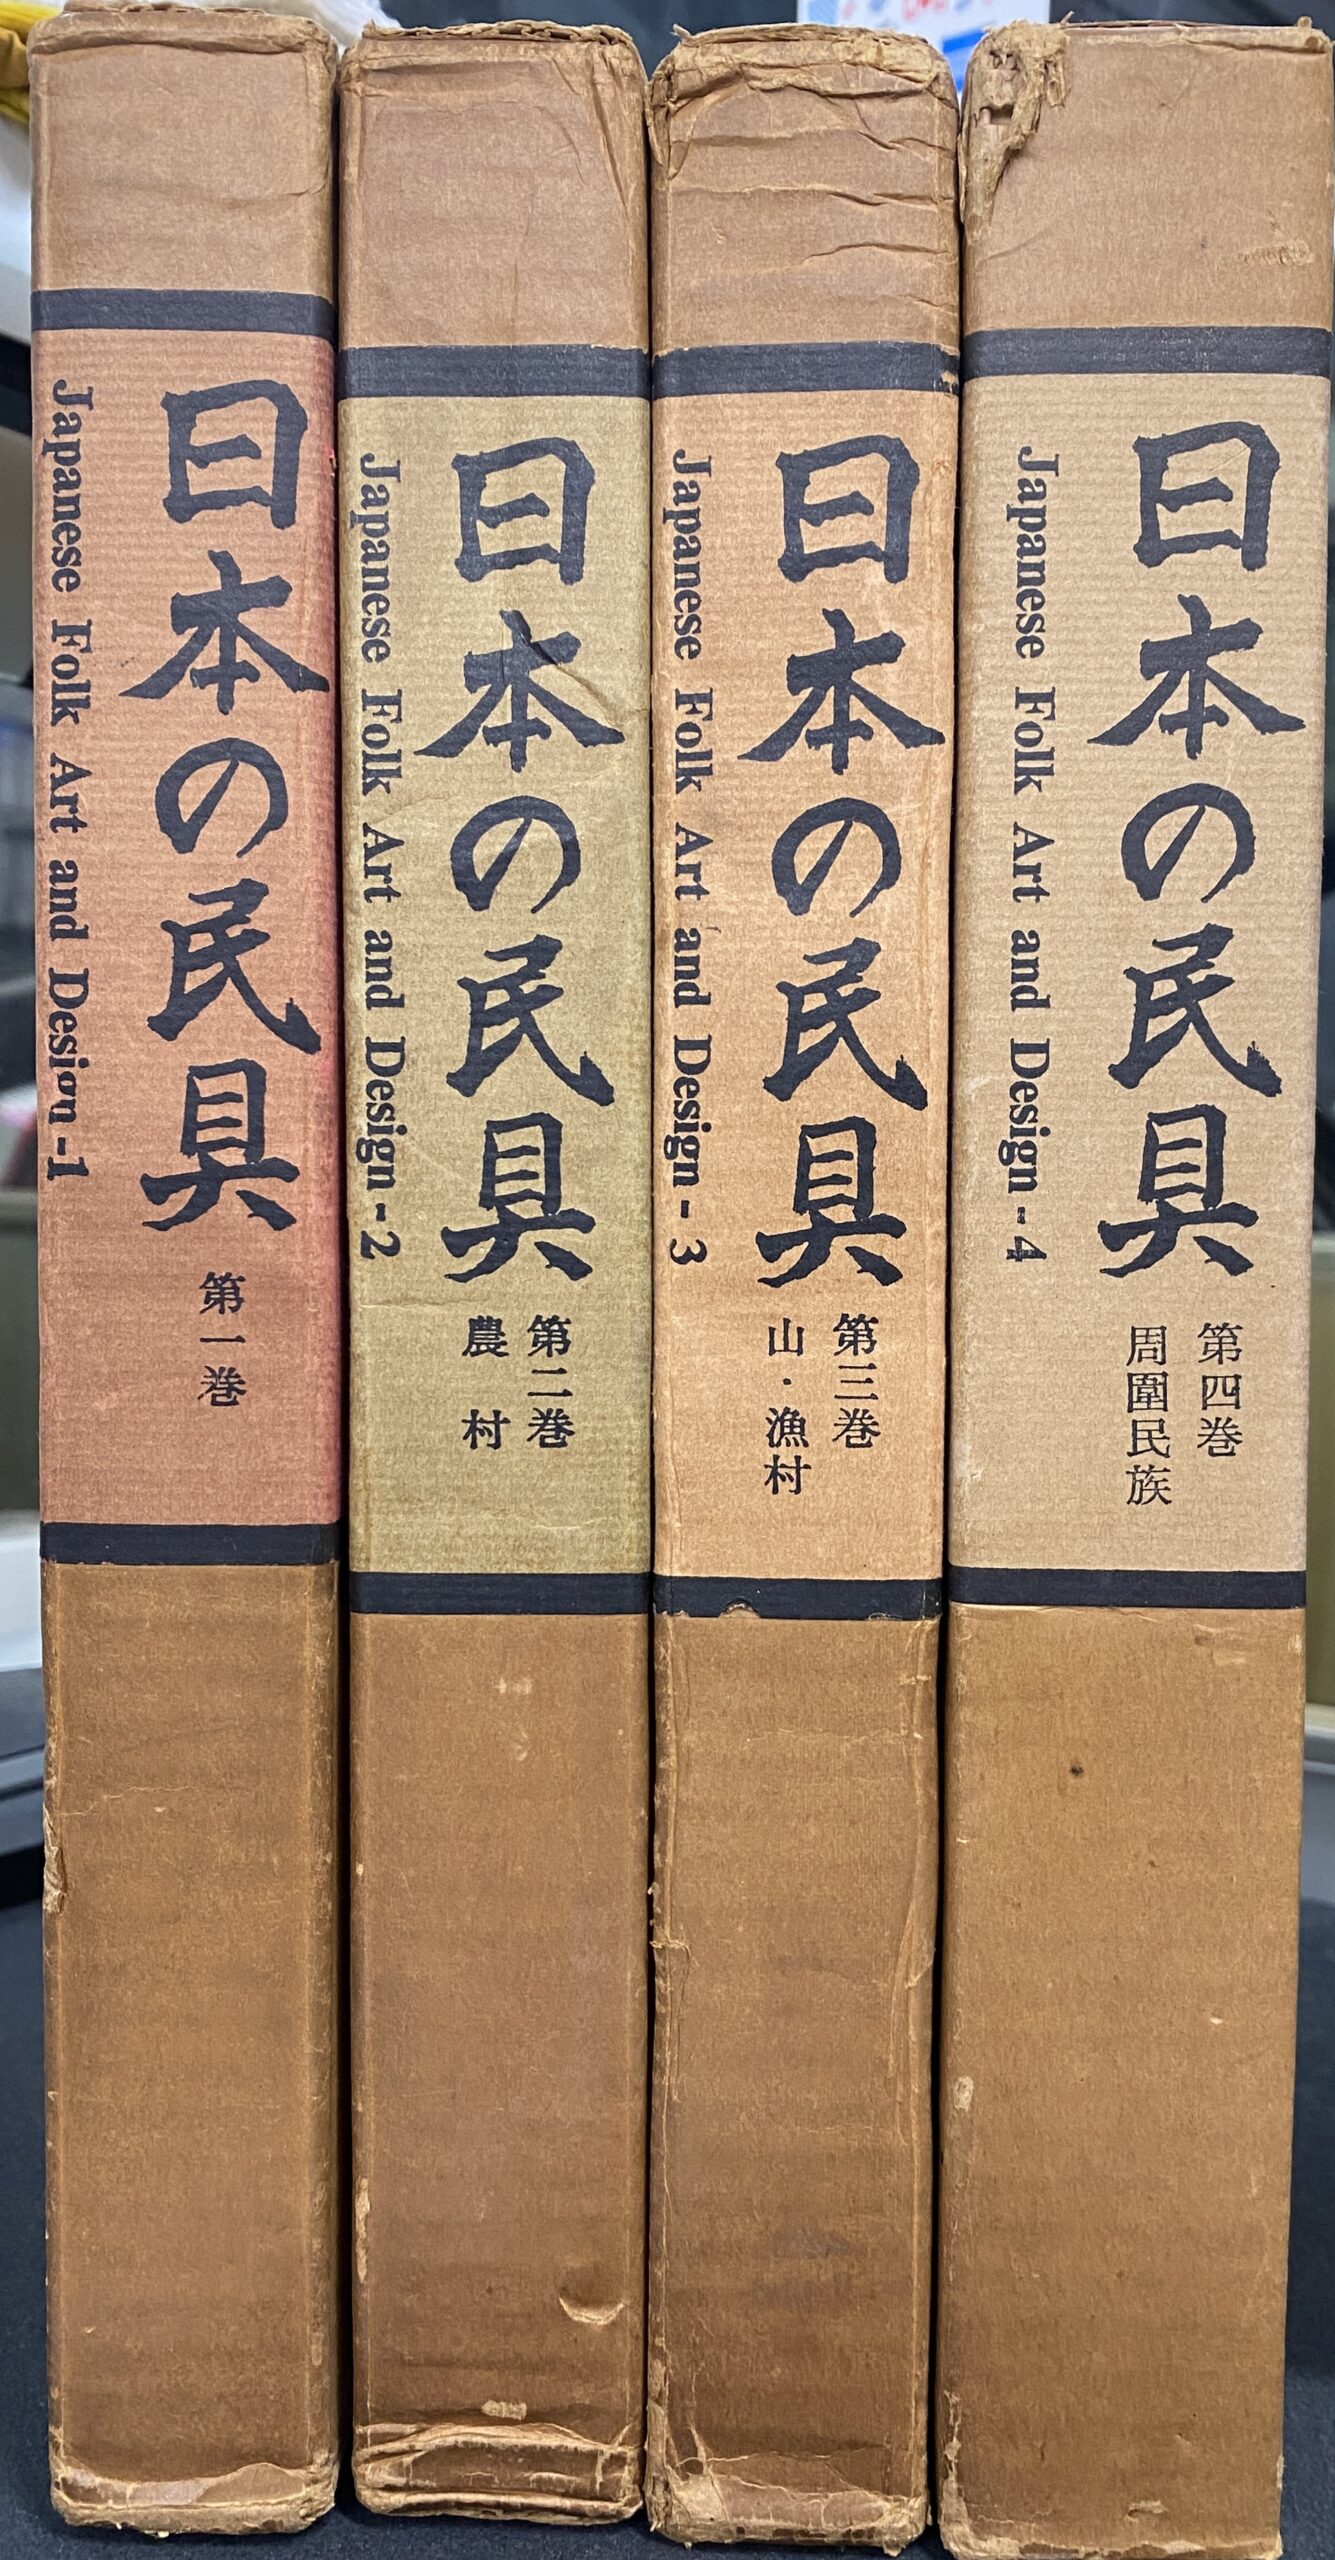 日本の民具
第一巻
Japanese Folk Art and Design-1
日本の民具
第二巻
農村
Japanese Folk Art and Design-2
日本の民具
第三巻
山・漁村
Japanese Folk Art and Design-3
日本の民具
第四巻
周圍民族
Japanese Folk Art and Design-4